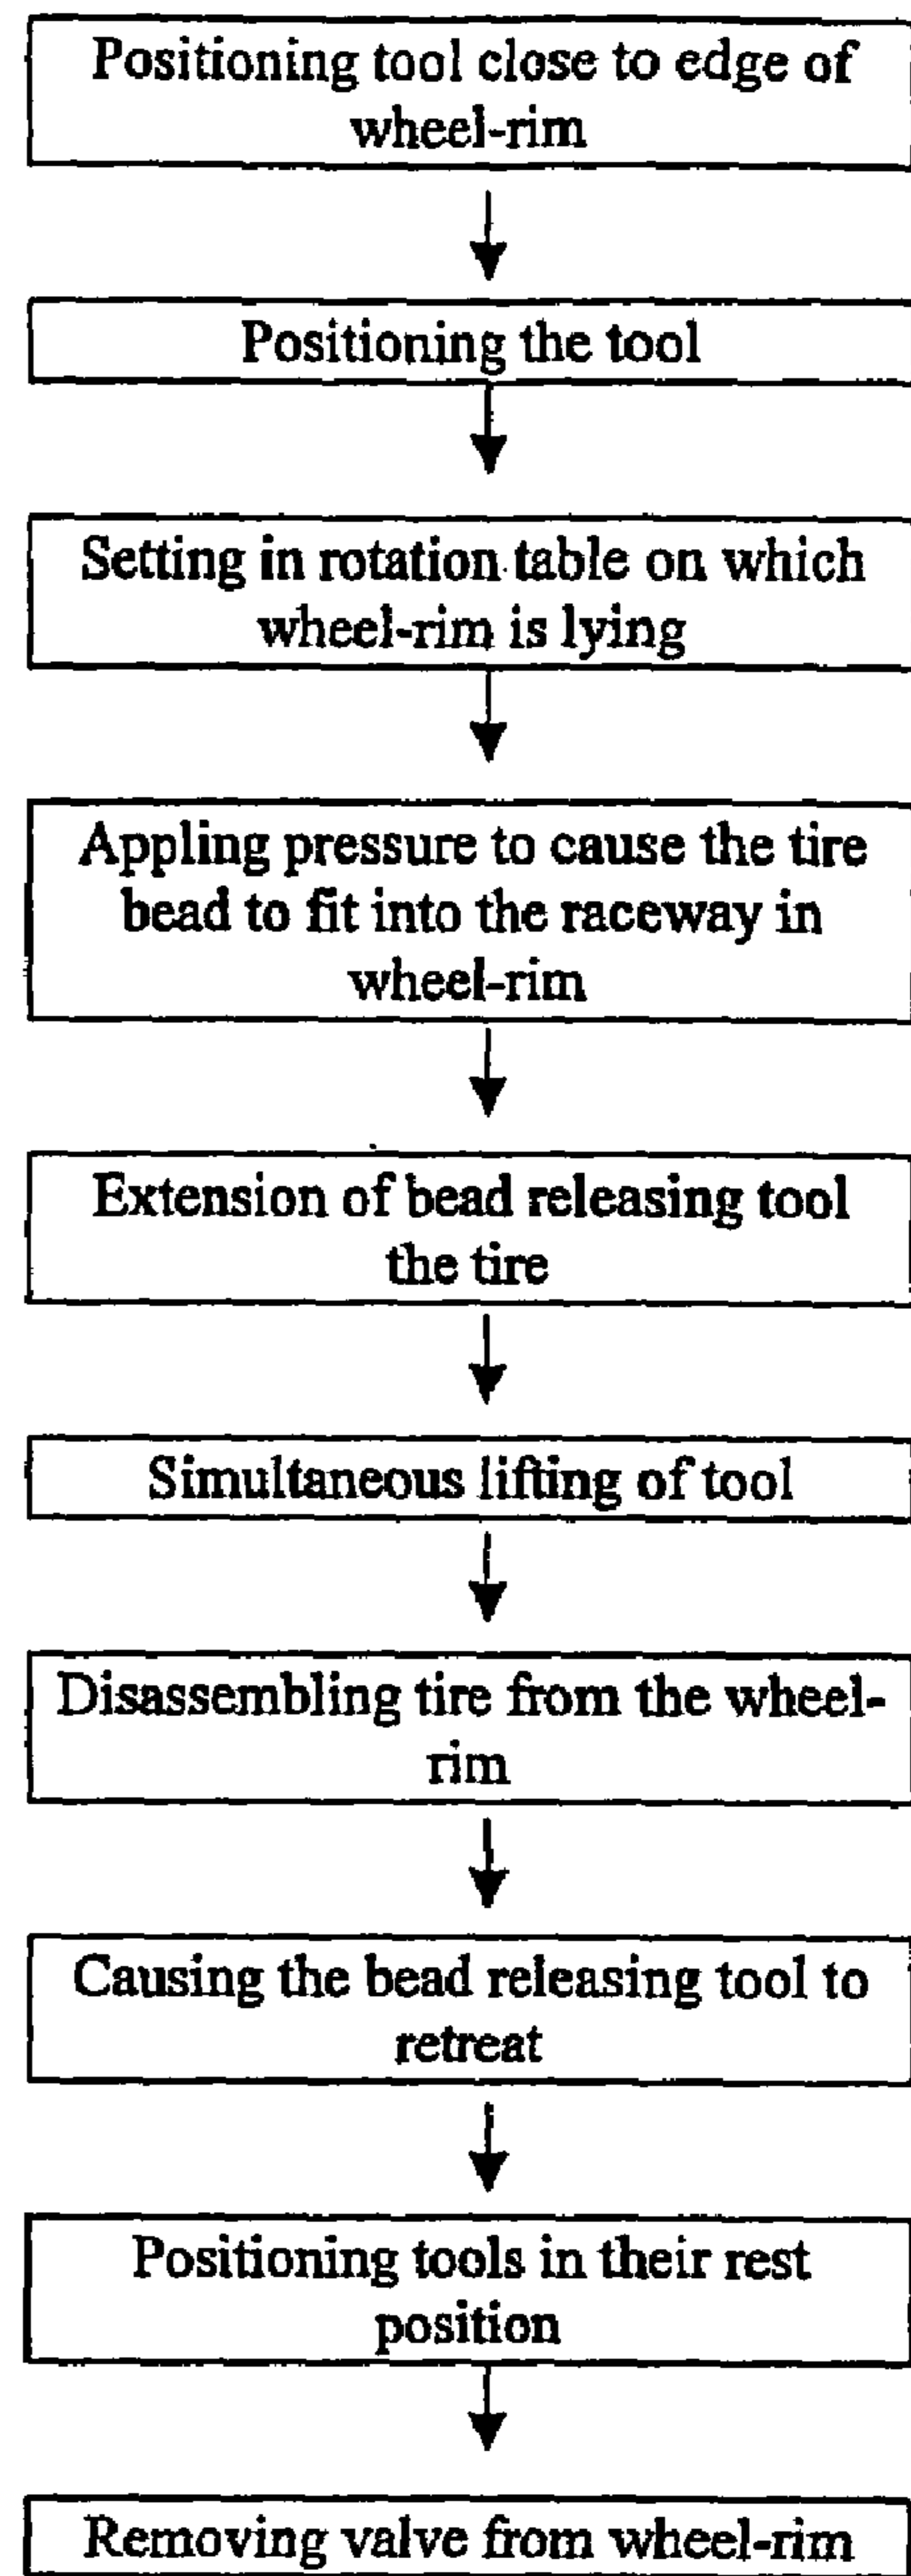 Positioning tool close to edge of
wheel-rim
Positioning the tool
Setting in rotation table on which
wheel-rim is lying
Appling pressure to cause the tire
bead to fit into the raceway in
wheel-rim
Extension of bead releasing tool
the tire
Simultaneous lifting of tool
Disassembling tire from the wheel-
rim
Causing the bead releasing tool to
retreat
Positioning tools in their rest
position
Removing valve from wheel-rim